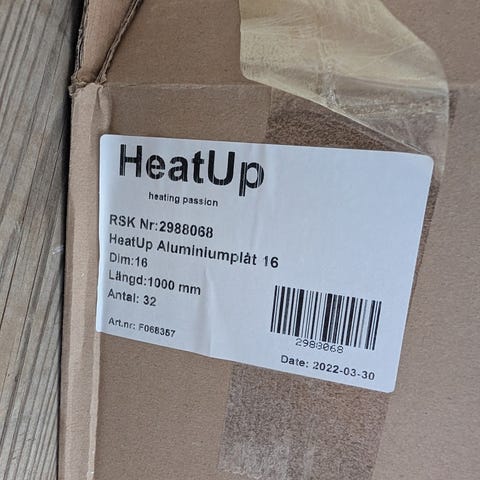 HeatUp
heating passion
RSK Nr:2988068
HeatUp Aluminiumplåt 16
Dim:16
Längd:1000 mm
Antal: 32
2988068
Art.nr: F068357
Date: 2022-03-30